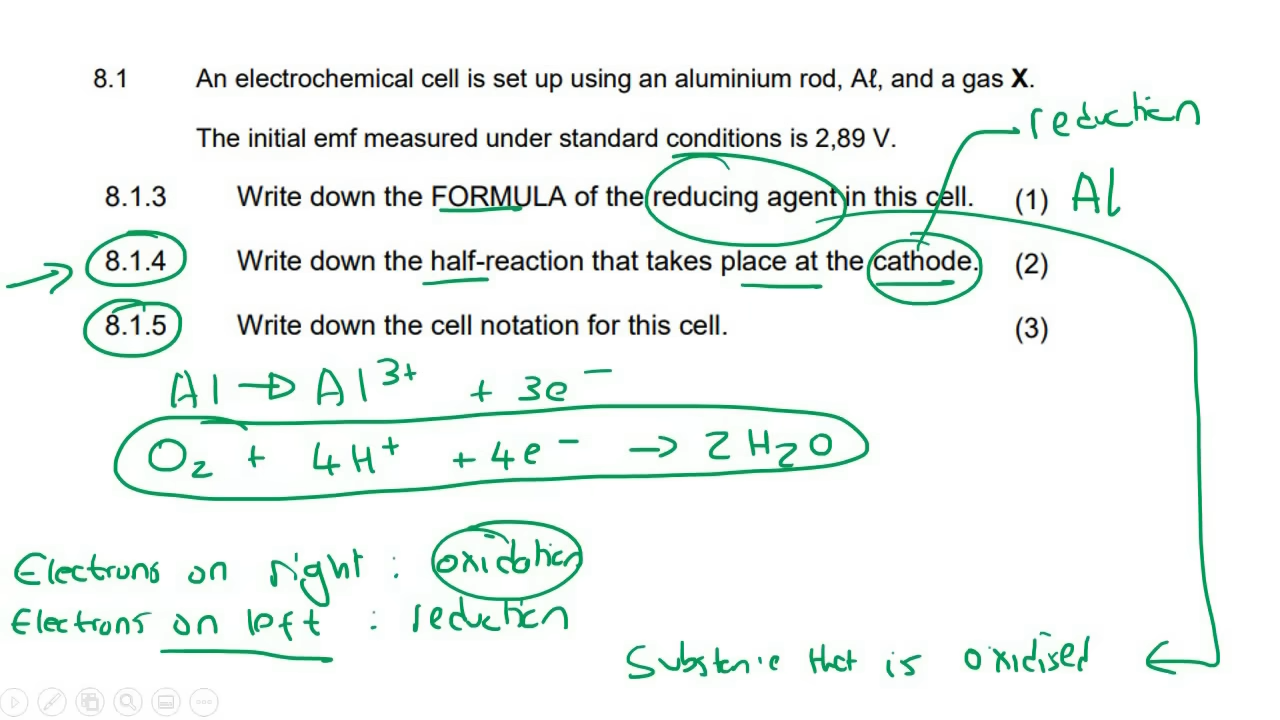 8.1 An electrochemical cell is set up using an aluminium rod, Aℓ, and a gas X.
The initial emf measured under standard conditions is 2,89 V.
reduction
8.1.3 Write down the FORMULA of the reducing agent in this cell. (1) Al
8.1.4 Write down the half-reaction that takes place at the cathode. (2)
8.1.5 Write down the cell notation for this cell. (3)
Al → Al³⁺ + 3e⁻
O₂ + 4H⁺ + 4e⁻ → 2H₂O
Electrons on right : oxidation
Electrons on left : reduction
Substance that is oxidised